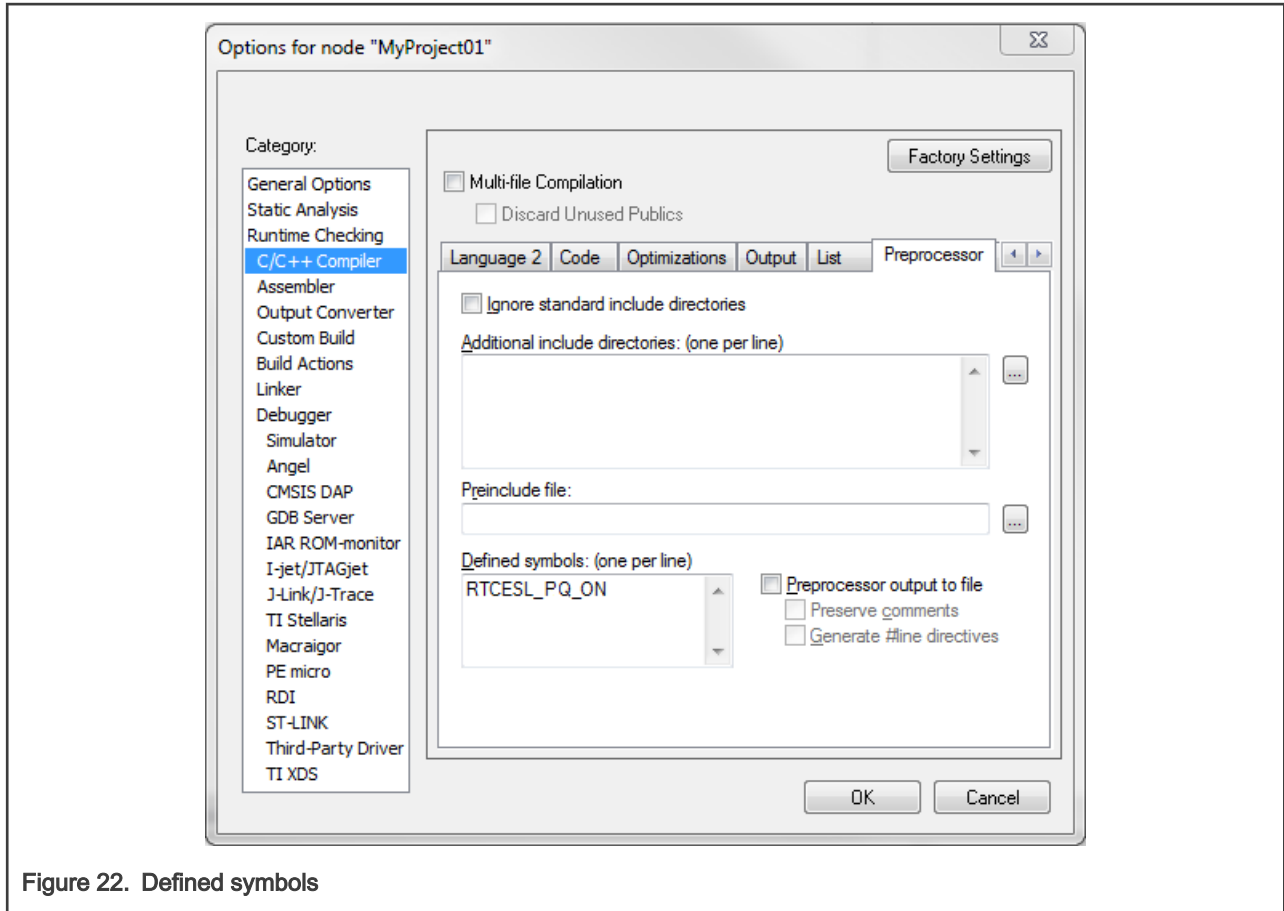 Options for node "MyProject01"
Category:
General Options
Static Analysis
Runtime Checking
C/C++ Compiler
Assembler
Output Converter
Custom Build
Build Actions
Linker
Debugger
Simulator
Angel
CMSIS DAP
GDB Server
IAR ROM-monitor
I-jet/JTAGjet
J-Link/J-Trace
TI Stellaris
Macraigor
PE micro
RDI
ST-LINK
Third-Party Driver
TI XDS
Factory Settings
Multi-file Compilation
Discard Unused Publics
Language 2 Code Optimizations Output List Preprocessor
Ignore standard include directories
Additional include directories: (one per line)
...
Preinclude file:
...
Defined symbols: (one per line)
RTCESL_PQ_ON
Preprocessor output to file
Preserve comments
Generate #line directives
OK Cancel
Figure 22. Defined symbols